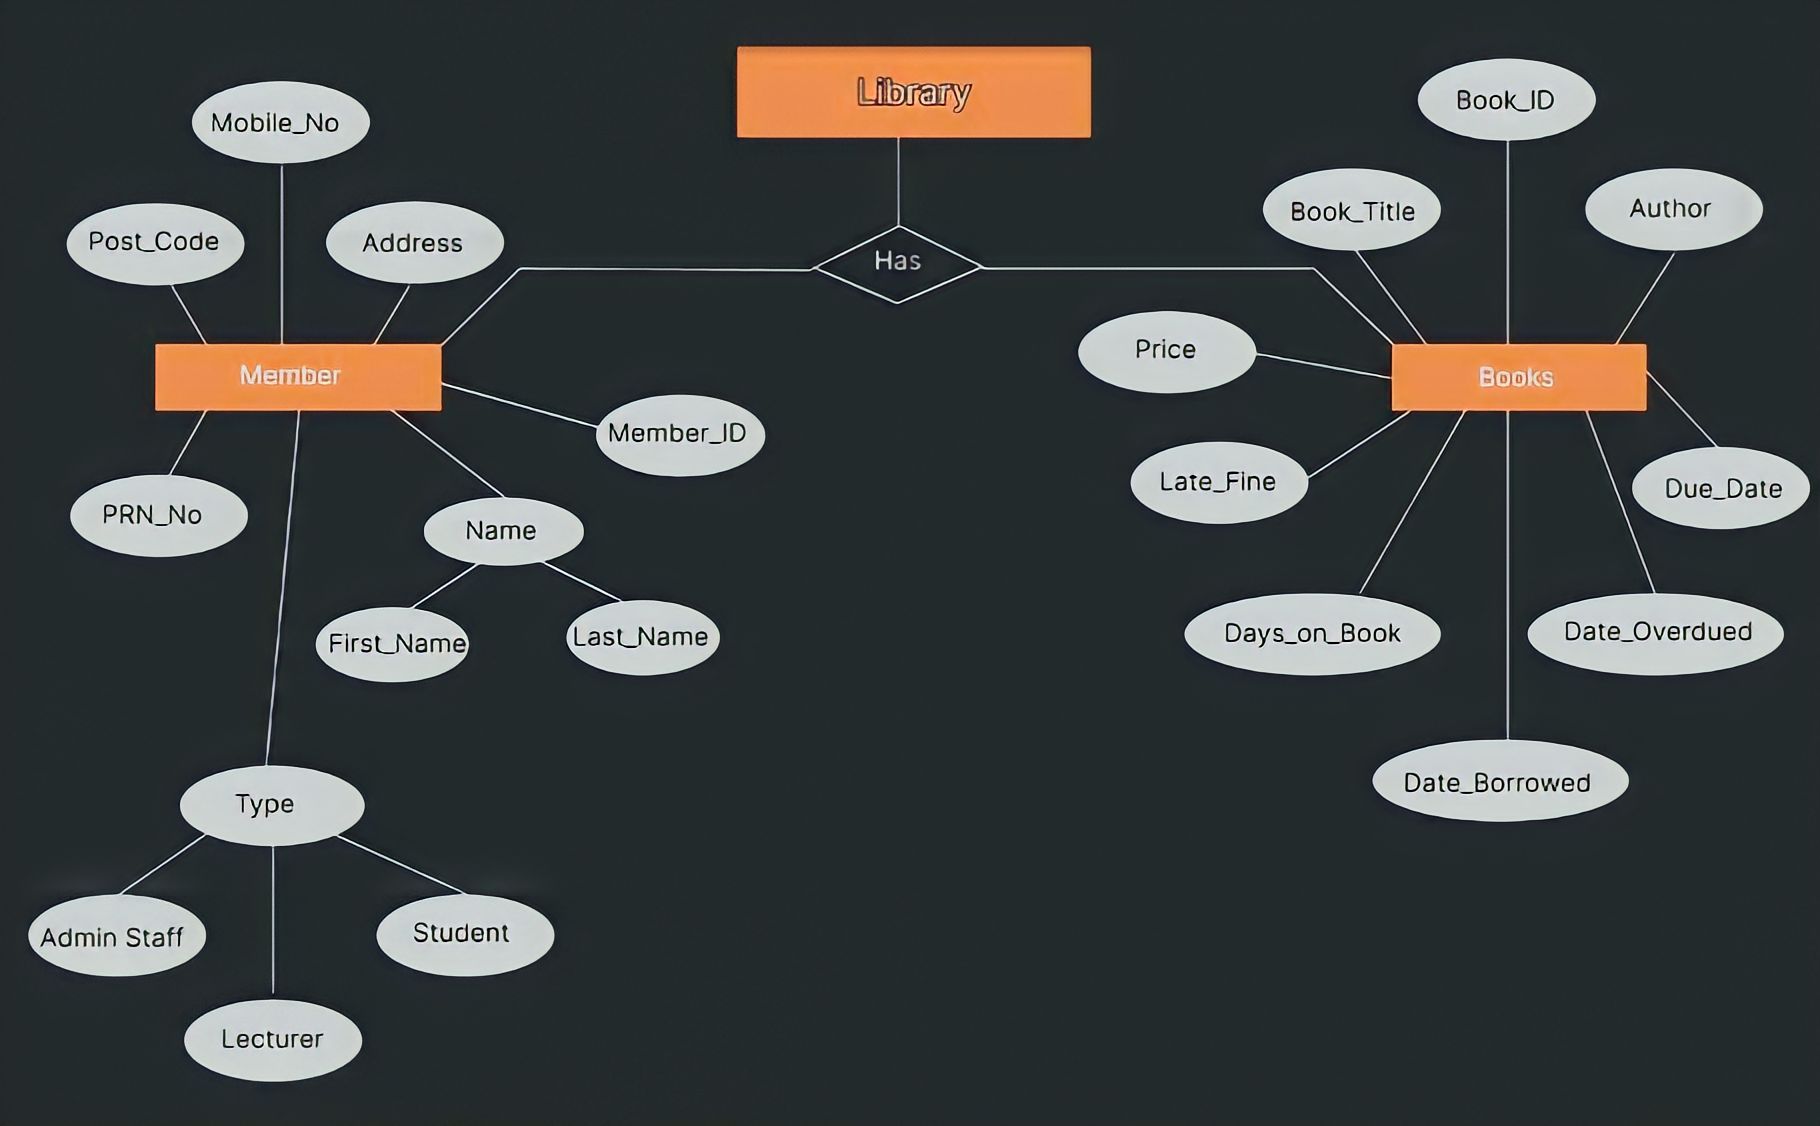 Library
Book_ID
Mobile_No
Book_Title
Author
Post_Code
Address
Has
Price
Member
Books
Member_ID
Late_Fine
Due_Date
PRN_No
Name
First_Name
Last_Name
Days_on_Book
Date_Overdued
Date_Borrowed
Type
Admin Staff
Student
Lecturer